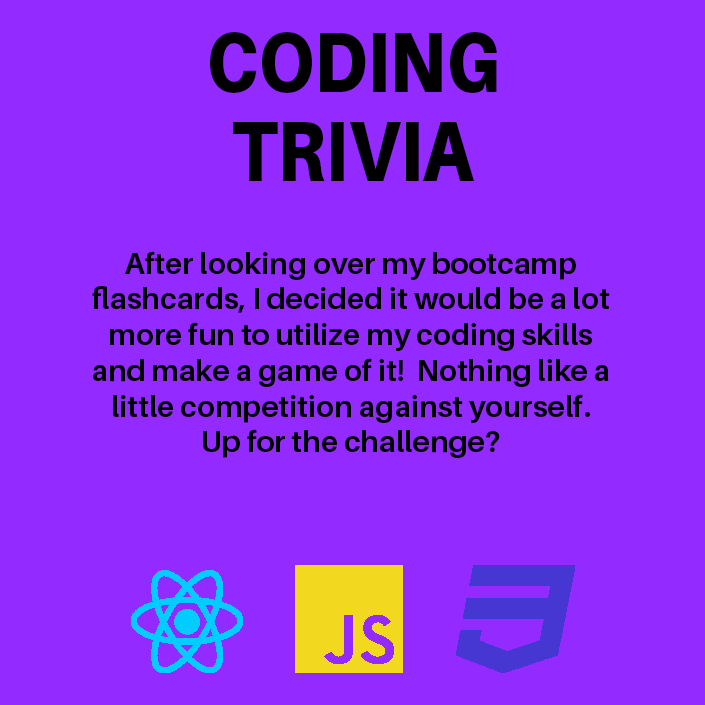 CODING
TRIVIA
After looking over my bootcamp
flashcards, I decided it would be a lot
more fun to utilize my coding skills
and make a game of it!  Nothing like a
little competition against yourself.
Up for the challenge?
JS